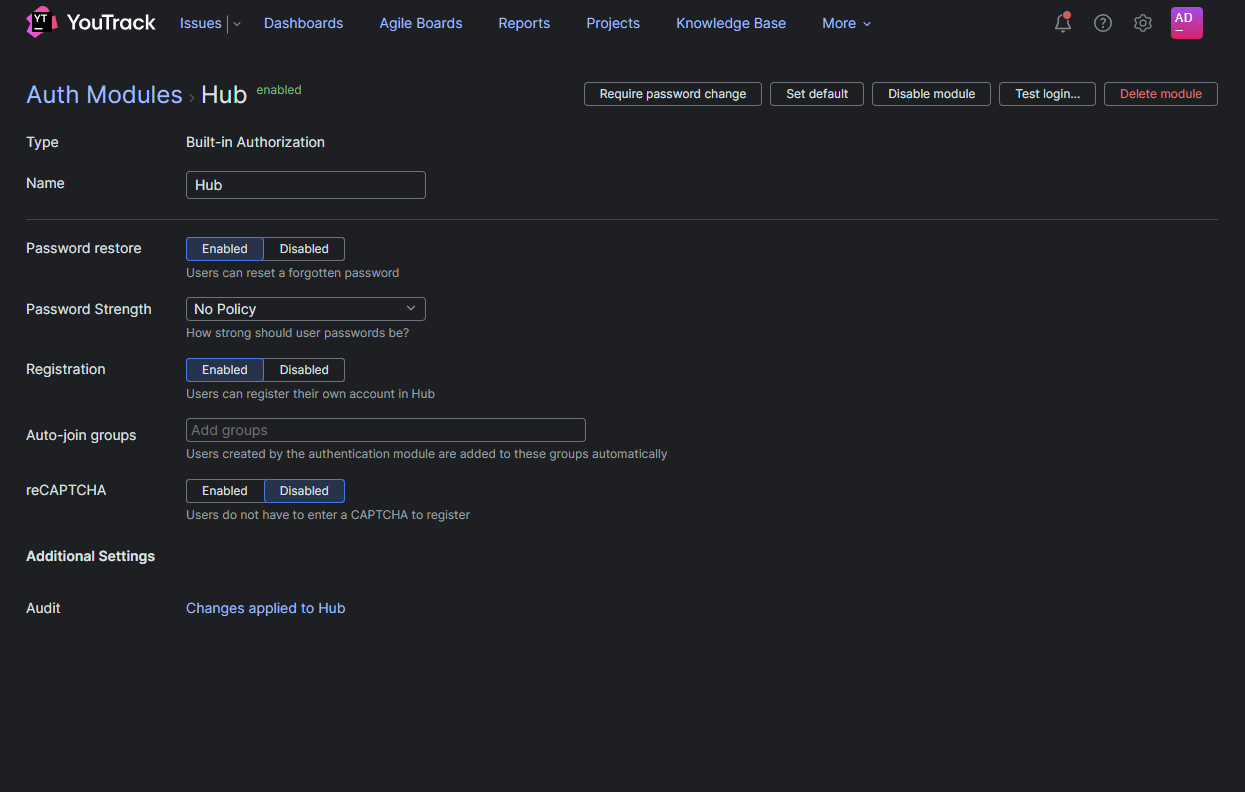 YT YouTrack Issues Dashboards Agile Boards Reports Projects Knowledge Base More AD
Auth Modules › Hub enabled Require password change Set default Disable module Test login... Delete module
Type Built-in Authorization
Name Hub
Password restore Enabled Disabled
Users can reset a forgotten password
Password Strength No Policy
How strong should user passwords be?
Registration Enabled Disabled
Users can register their own account in Hub
Auto-join groups Add groups
Users created by the authentication module are added to these groups automatically
reCAPTCHA Enabled Disabled
Users do not have to enter a CAPTCHA to register
Additional Settings
Audit Changes applied to Hub